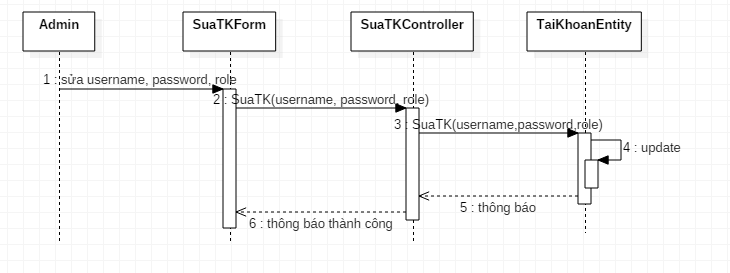 Admin
SuaTKForm
SuaTKController
TaiKhoanEntity
1 : sửa username, password, role
2 : SuaTK(username, password, role)
3 : SuaTK(username,password,role)
4 : update
5 : thông báo
6 : thông báo thành công